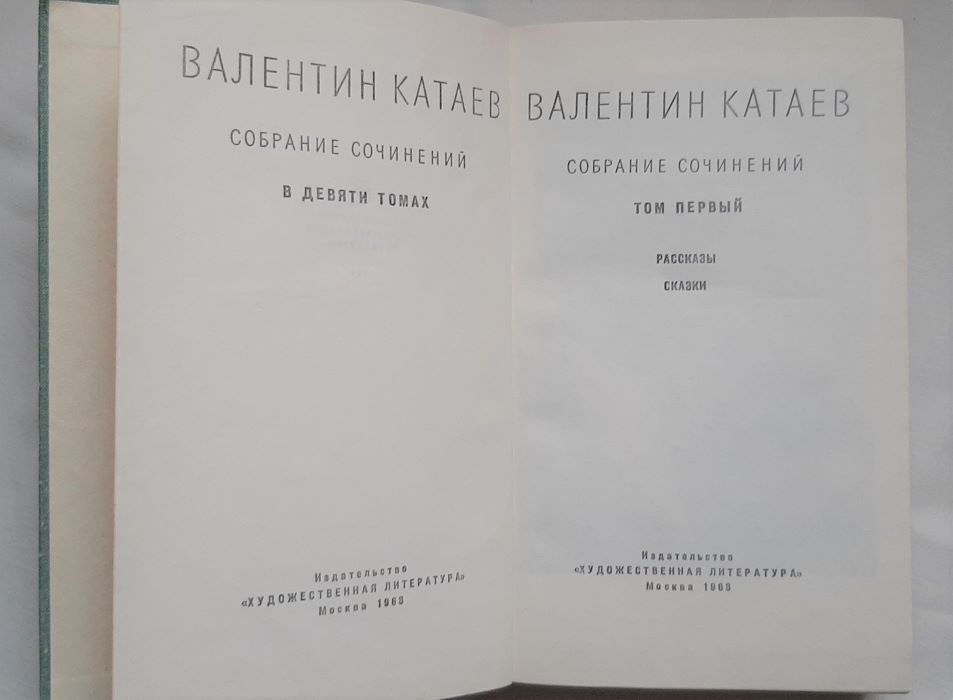 ВАЛЕНТИН КАТАЕВ
СОБРАНИЕ СОЧИНЕНИЙ
В ДЕВЯТИ ТОМАХ
Издательство
«ХУДОЖЕСТВЕННАЯ ЛИТЕРАТУРА»
Москва 1968
ВАЛЕНТИН КАТАЕВ
СОБРАНИЕ СОЧИНЕНИЙ
ТОМ ПЕРВЫЙ
РАССКАЗЫ
СКАЗКИ
Издательство
«ХУДОЖЕСТВЕННАЯ ЛИТЕРАТУРА»
Москва 1968